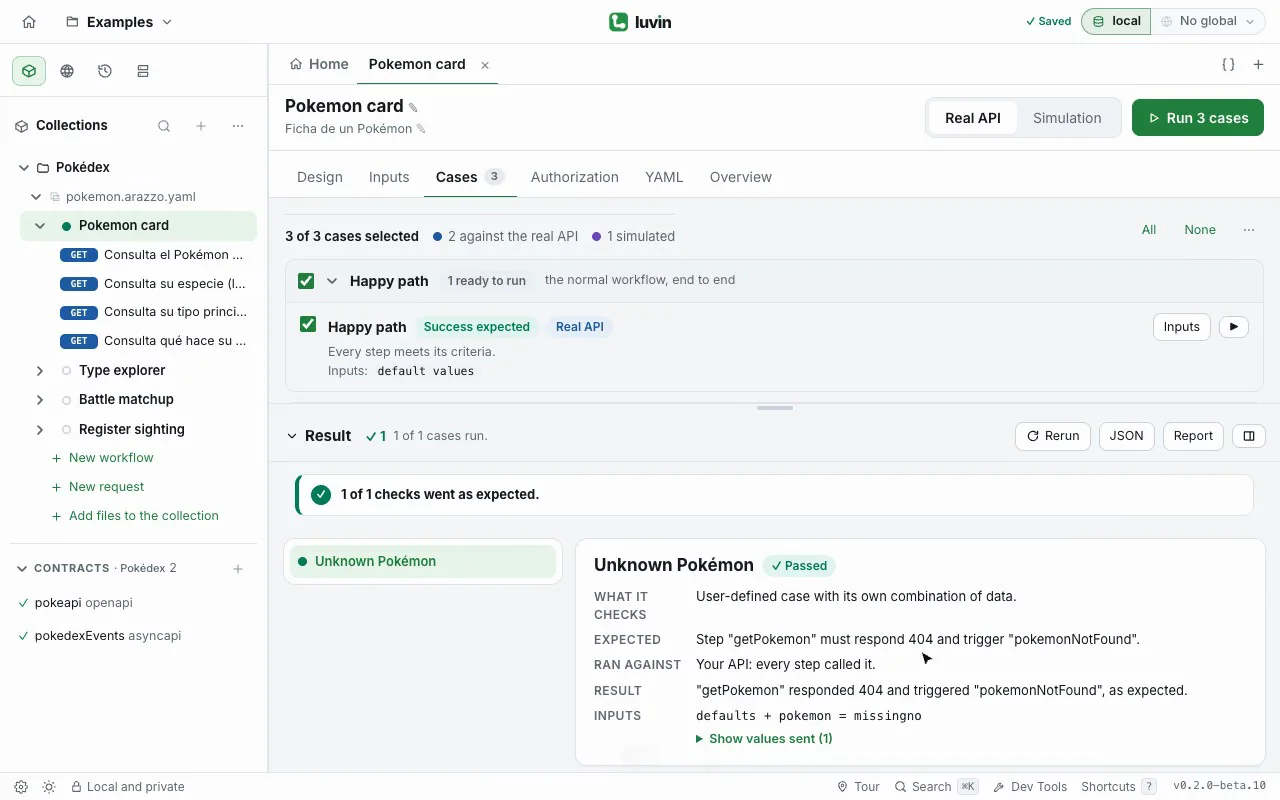 Examples
luvin
Saved
local
No global
Home
Pokemon card
Collections
Pokemon card
Ficha de un Pokémon
Real API
Simulation
Run 3 cases
Pokédex
pokemon.arazzo.yaml
Pokemon card
GET Consulta el Pokémon ...
GET Consulta su especie (l...
GET Consulta su tipo princi...
GET Consulta qué hace su ...
Type explorer
Battle matchup
Register sighting
+ New workflow
+ New request
+ Add files to the collection
CONTRACTS · Pokédex 2
pokeapi openapi
pokedexEvents asyncapi
Design
Inputs
Cases 3
Authorization
YAML
Overview
3 of 3 cases selected
2 against the real API
1 simulated
All
None
Happy path
1 ready to run
the normal workflow, end to end
Happy path
Success expected
Real API
Inputs
Every step meets its criteria.
Inputs: default values
Result
1
1 of 1 cases run.
Rerun
JSON
Report
1 of 1 checks went as expected.
Unknown Pokémon
Unknown Pokémon
Passed
WHAT IT CHECKS
User-defined case with its own combination of data.
EXPECTED
Step "getPokemon" must respond 404 and trigger "pokemonNotFound".
RAN AGAINST
Your API: every step called it.
RESULT
"getPokemon" responded 404 and triggered "pokemonNotFound", as expected.
INPUTS
defaults + pokemon = missingno
Show values sent (1)
Local and private
Tour
Search ⌘K
Dev Tools
Shortcuts ?
v0.2.0-beta.10